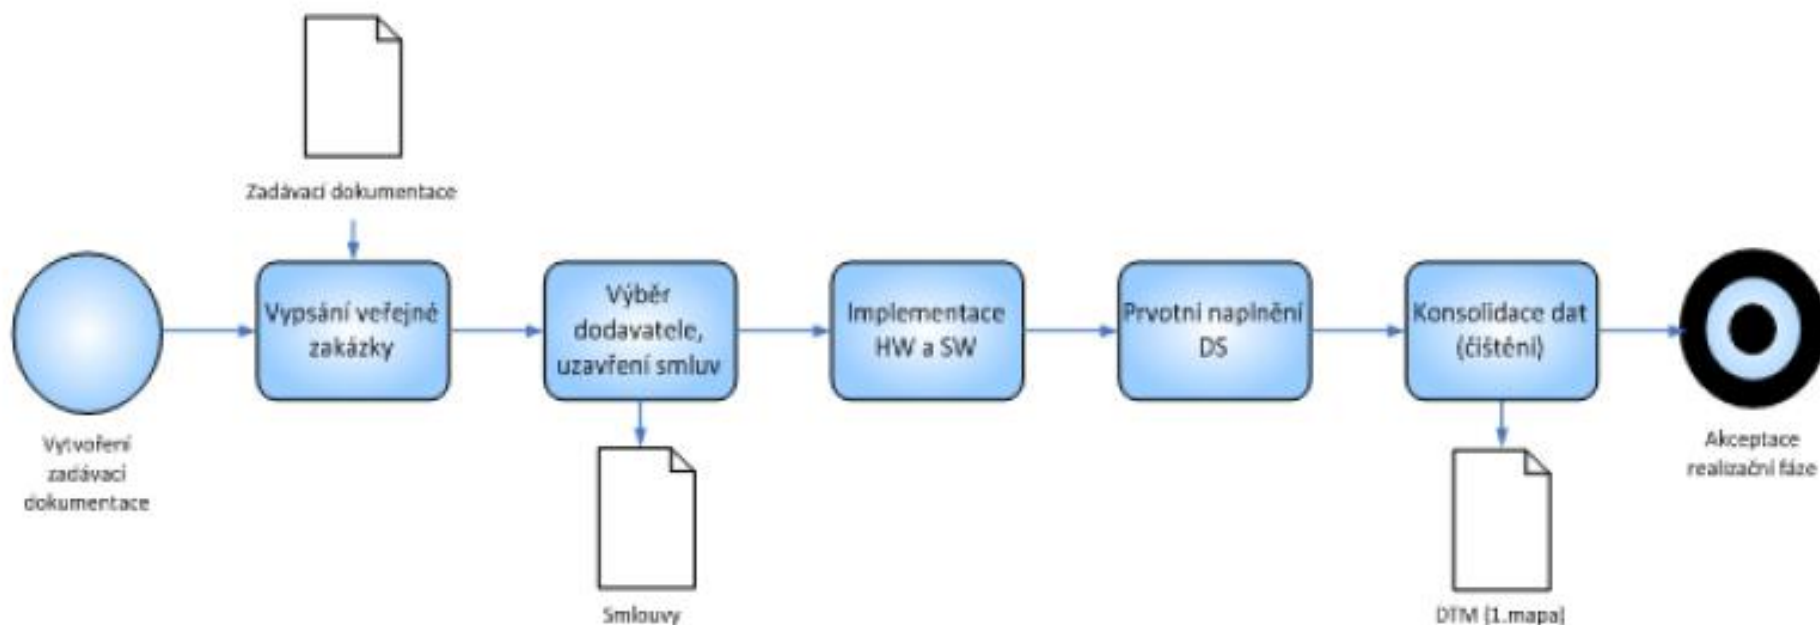 Zadávací dokumentace
Vypsání veřejné
zakázky
Výběr
dodavatele,
uzavření smluv
Implementace
HW a SW
Prvotní naplnění
DS
Konsolidace dat
(čištění)
Vytvoření
zadávací
dokumentace
Akceptace
realizační fáze
Smlouvy
DTM (1.mapa)